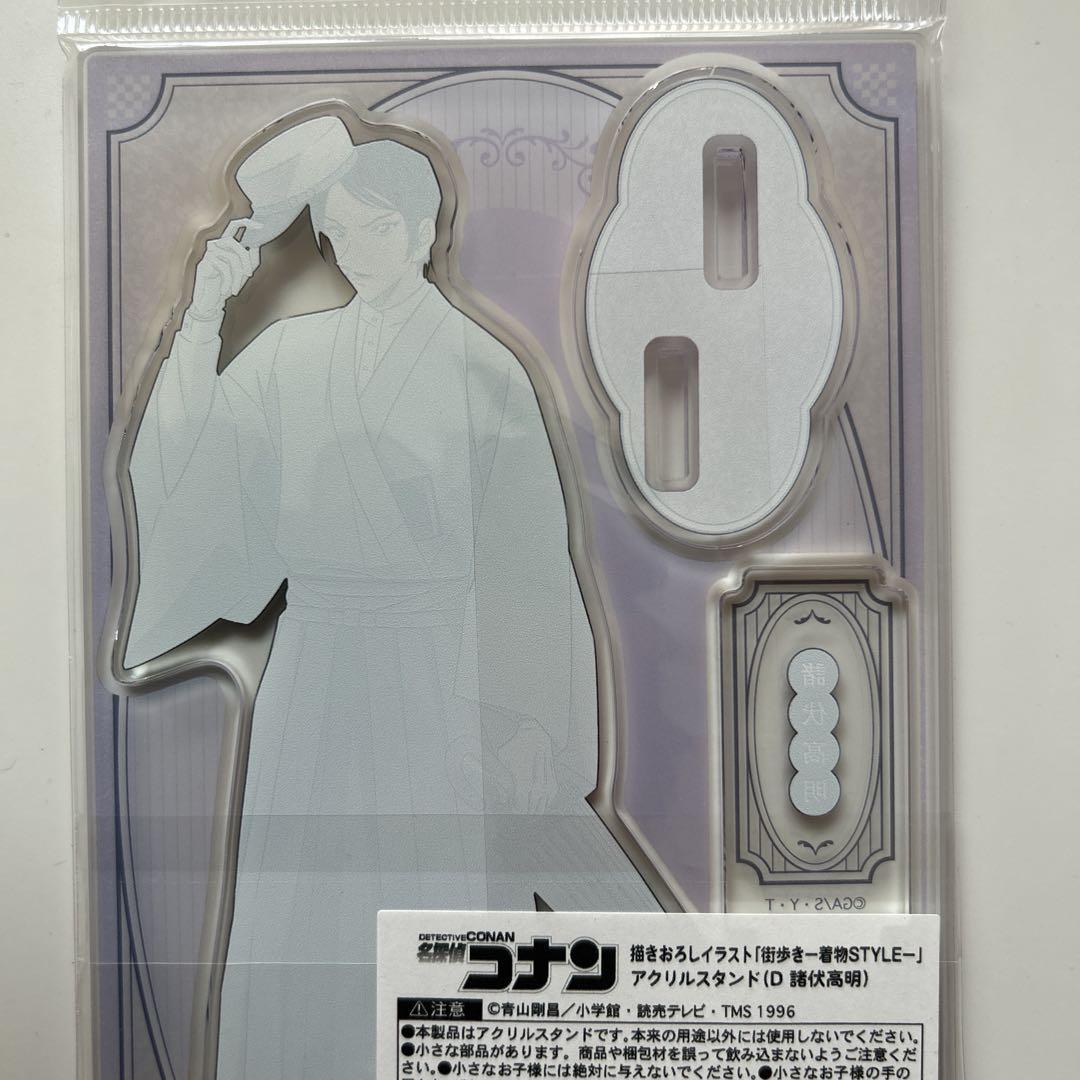 諸伏高明
©GA/S・Y・T
DETECTIVE CONAN
名探偵コナン
描きおろしイラスト「街歩きー着物STYLEー」
アクリルスタンド(D 諸伏高明)
⚠注意 ©青山剛昌/小学館・読売テレビ・TMS 1996
●本製品はアクリルスタンドです。本来の用途以外には使用しないでください。
●小さな部品があります。商品や梱包材を誤って飲み込まないようご注意くだ
さい。●小さなお子様には絶対に与えないでください。●小さなお子様の手の